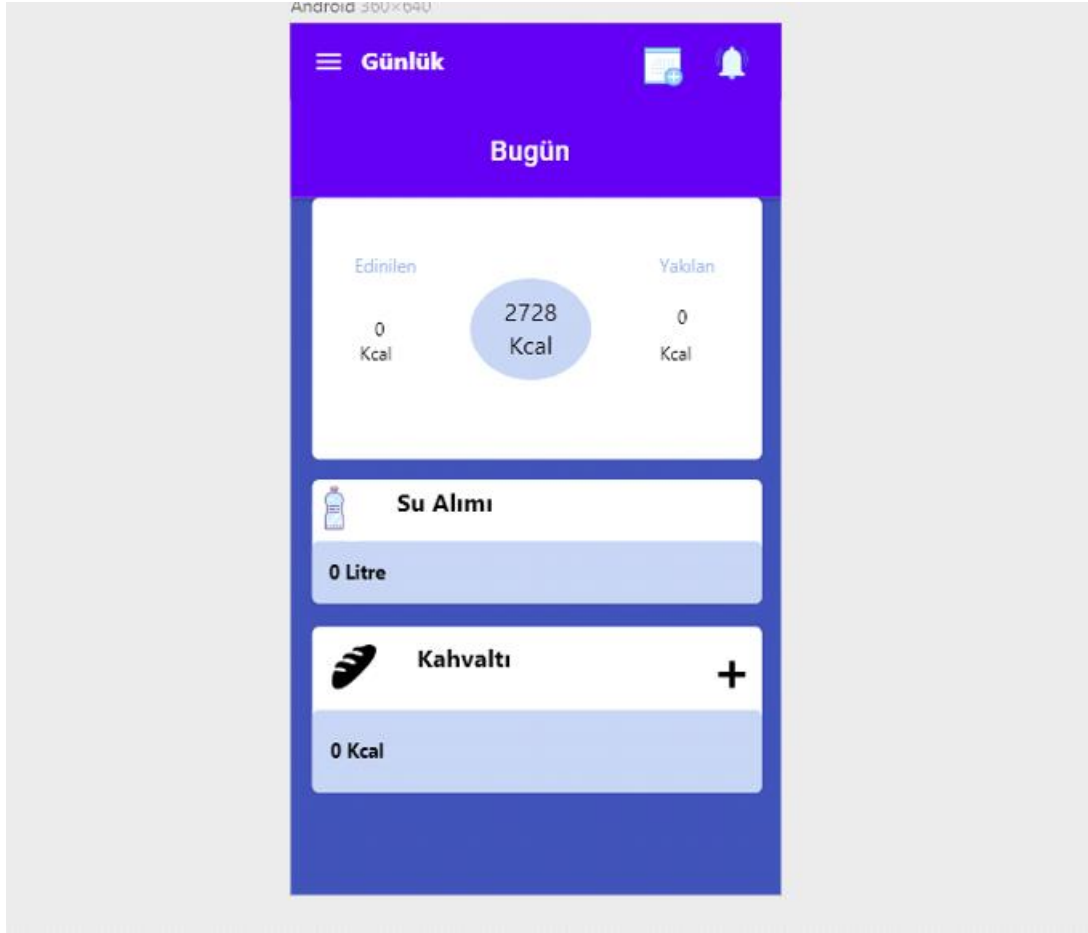 Android 360×640
Günlük
Bugün
Edinilen
Yakılan
2728
Kcal
0
Kcal
0
Kcal
Su Alımı
0 Litre
Kahvaltı
0 Kcal